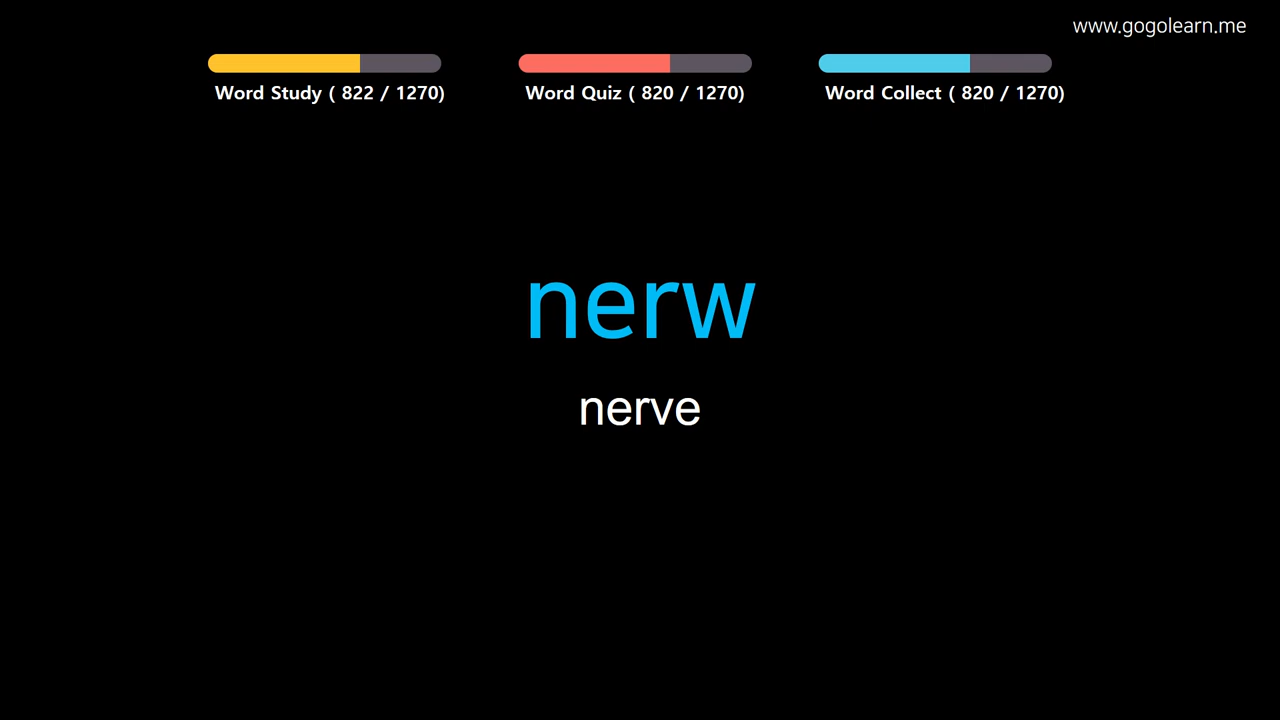 www.gogolearn.me
Word Study ( 822 / 1270)
Word Quiz ( 820 / 1270)
Word Collect ( 820 / 1270)
nerw
nerve